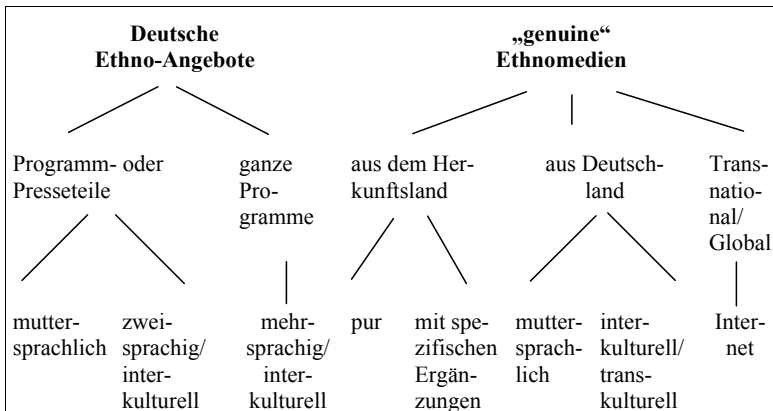 Deutsche
Ethno-Angebote
„genuine“
Ethnomedien
Programm- oder
Presseteile
ganze
Pro-
gramme
aus dem Her-
kunftsland
aus Deutsch-
land
Trans-
natio-
nal/
Global
mutter-
sprachlich
zwei-
sprachig/
inter-
kulturell
mehr-
sprachig/
inter-
kulturell
pur
mit spe-
zifischen
Ergän-
zungen
mutter-
sprach-
lich
inter-
kulturell/
trans-
kulturell
Inter-
net